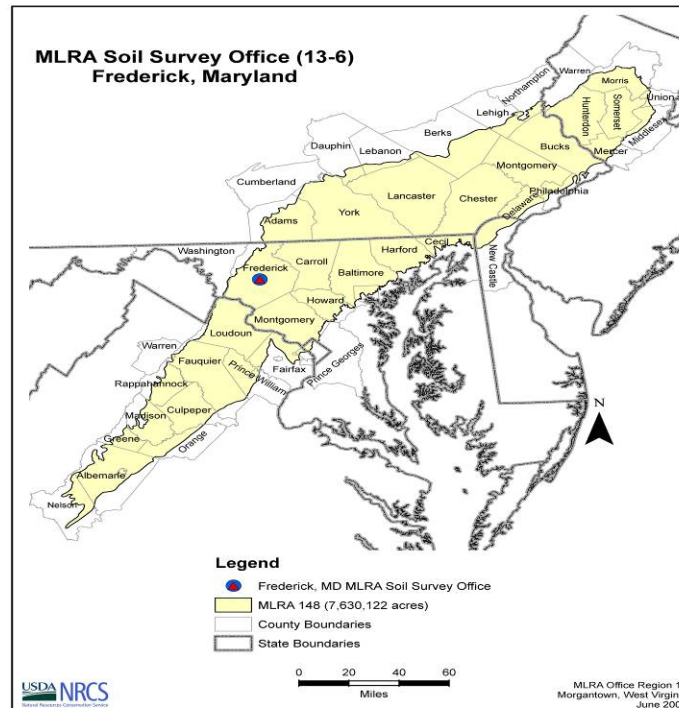 MLRA Soil Survey Office (13-6)
Frederick, Maryland
Northampton
Warren
Morris
Union
Lehigh
Hunterdon
Somerset
Middlesex
Berks
Dauphin
Lebanon
Bucks
Mercer
Montgomery
Cumberland
Lancaster
Chester
Philadelphia
Delaware
York
Adams
Cecil
Harford
Washington
Carroll
New Castle
Frederick
Baltimore
Howard
Montgomery
Loudoun
Warren
Prince Georges
Fauquier
Fairfax
Prince William
Rappahannock
Culpeper
Madison
N
Greene
Orange
Albemarle
Nelson
Legend
Frederick, MD MLRA Soil Survey Office
MLRA 148 (7,630,122 acres)
County Boundaries
State Boundaries
0 20 40 60
Miles
USDA NRCS
Natural Resources Conservation Service
MLRA Office Region 1
Morgantown, West Virgin
June 200